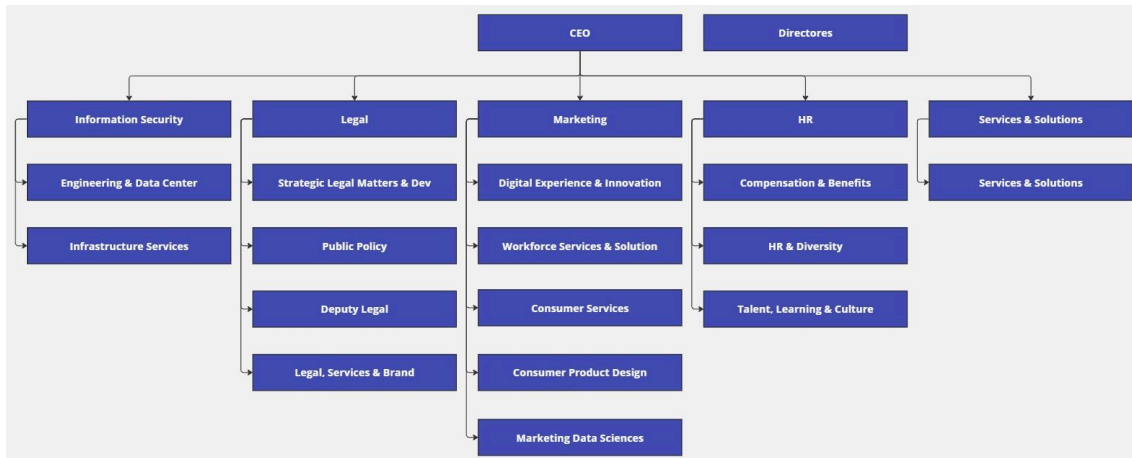 CEO
Directores
Information Security
Legal
Marketing
HR
Services & Solutions
Engineering & Data Center
Strategic Legal Matters & Dev
Digital Experience & Innovation
Compensation & Benefits
Services & Solutions
Infrastructure Services
Public Policy
Workforce Services & Solution
HR & Diversity
Deputy Legal
Consumer Services
Talent, Learning & Culture
Legal, Services & Brand
Consumer Product Design
Marketing Data Sciences